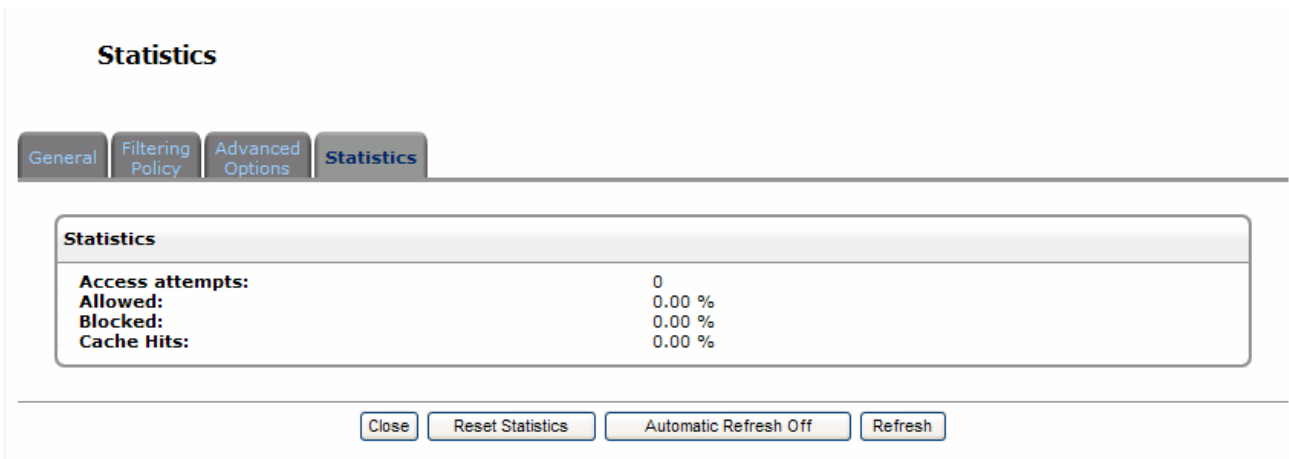 Statistics
General
Filtering
Policy
Advanced
Options
Statistics
Statistics
Access attempts: 0
Allowed: 0.00 %
Blocked: 0.00 %
Cache Hits: 0.00 %
Close Reset Statistics Automatic Refresh Off Refresh